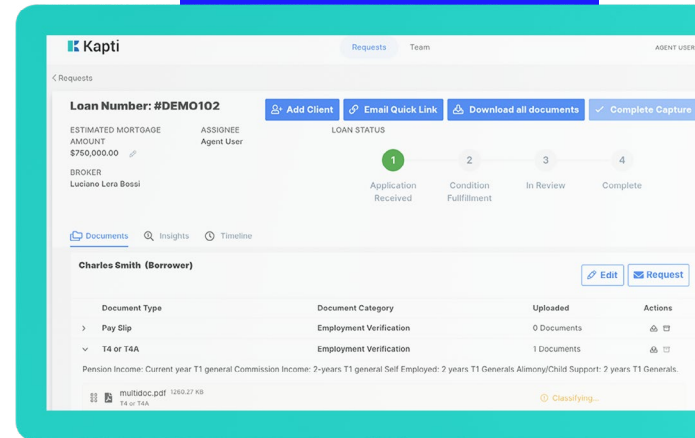 Kapti
Requests Team AGENT USER
< Requests
Loan Number: #DEMO102
Add Client Email Quick Link Download all documents Complete Capture
ESTIMATED MORTGAGE AMOUNT
$750,000.00
ASSIGNEE
Agent User
LOAN STATUS
BROKER
Luciano Lera Bossi
1 2 3 4
Application Received
Condition Fullfillment
In Review
Complete
Documents Insights Timeline
Charles Smith (Borrower)
Edit Request
Document Type Document Category Uploaded Actions
Pay Slip Employment Verification 0 Documents
T4 or T4A Employment Verification 1 Documents
Pension Income: Current year T1 general Commission Income: 2-years T1 general Self Employed: 2 years T1 Generals Alimony/Child Support: 2 years T1 Generals.
multidoc.pdf 1260.27 KB
T4 or T4A
Classifying...